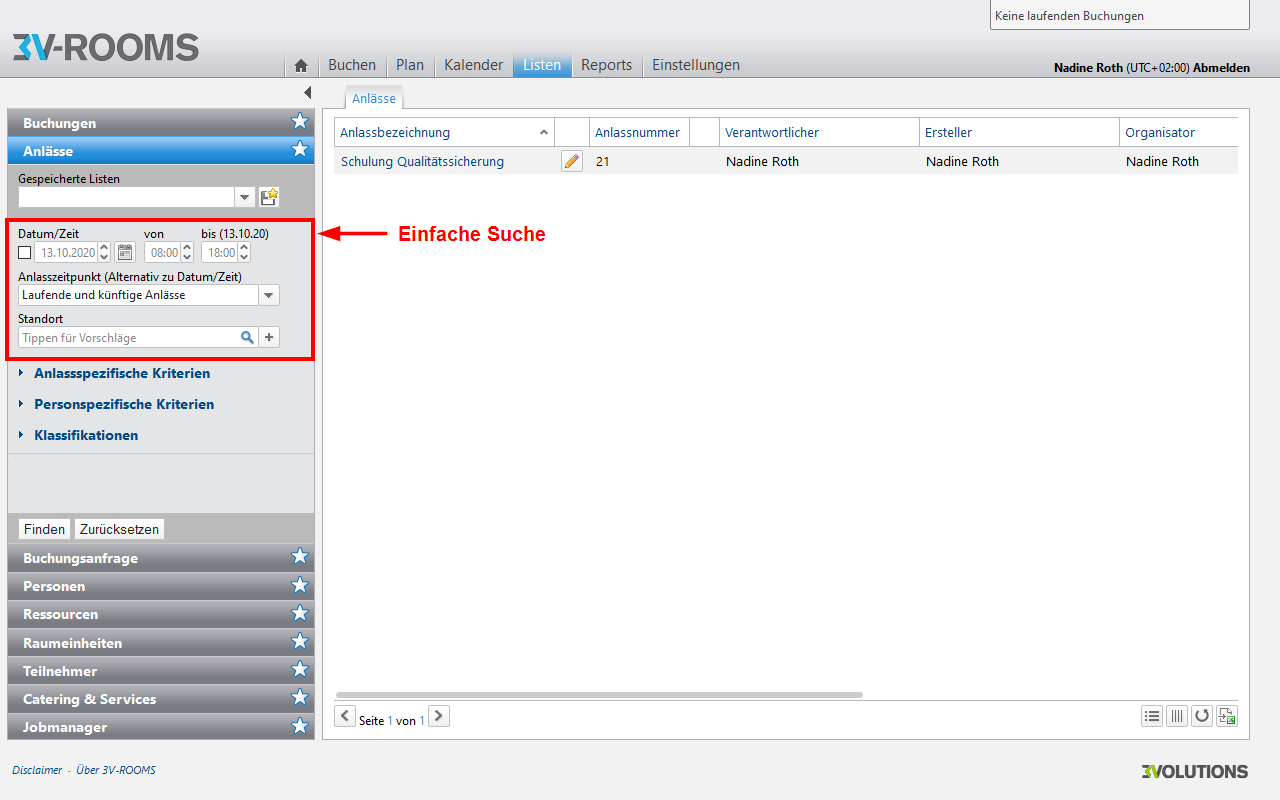 Keine laufenden Buchungen
3V-ROOMS
Buchen Plan Kalender Listen Reports Einstellungen
Nadine Roth (UTC+02:00) Abmelden
Buchungen
Anlässe
Gespeicherte Listen
Datum/Zeit von bis (13.10.20)
13.10.2020 08:00 18:00
Anlasszeitpunkt (Alternativ zu Datum/Zeit)
Laufende und künftige Anlässe
Standort
Tippen für Vorschläge
Anlassspezifische Kriterien
Personspezifische Kriterien
Klassifikationen
Finden Zurücksetzen
Buchungsanfrage
Personen
Ressourcen
Raumeinheiten
Teilnehmer
Catering & Services
Jobmanager
Einfache Suche
Anlässe
Anlassbezeichnung Anlassnummer Verantwortlicher Ersteller Organisator
Schulung Qualitätssicherung 21 Nadine Roth Nadine Roth Nadine Roth
Seite 1 von 1
Disclaimer - Über 3V-ROOMS
3VOLUTIONS